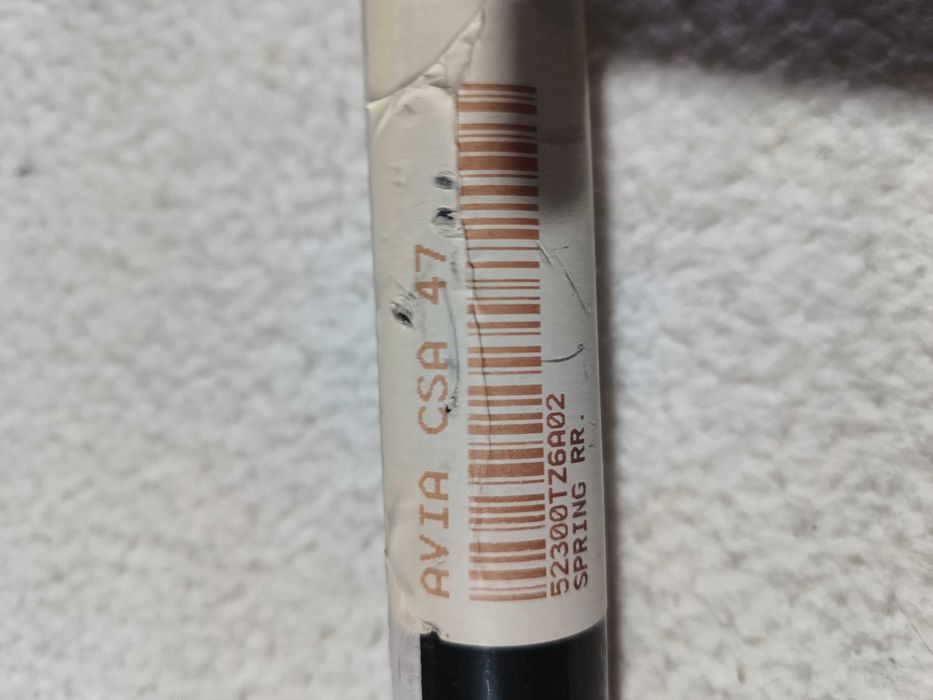 AVIA CSA 47
52300TZ6A02
SPRING RR.